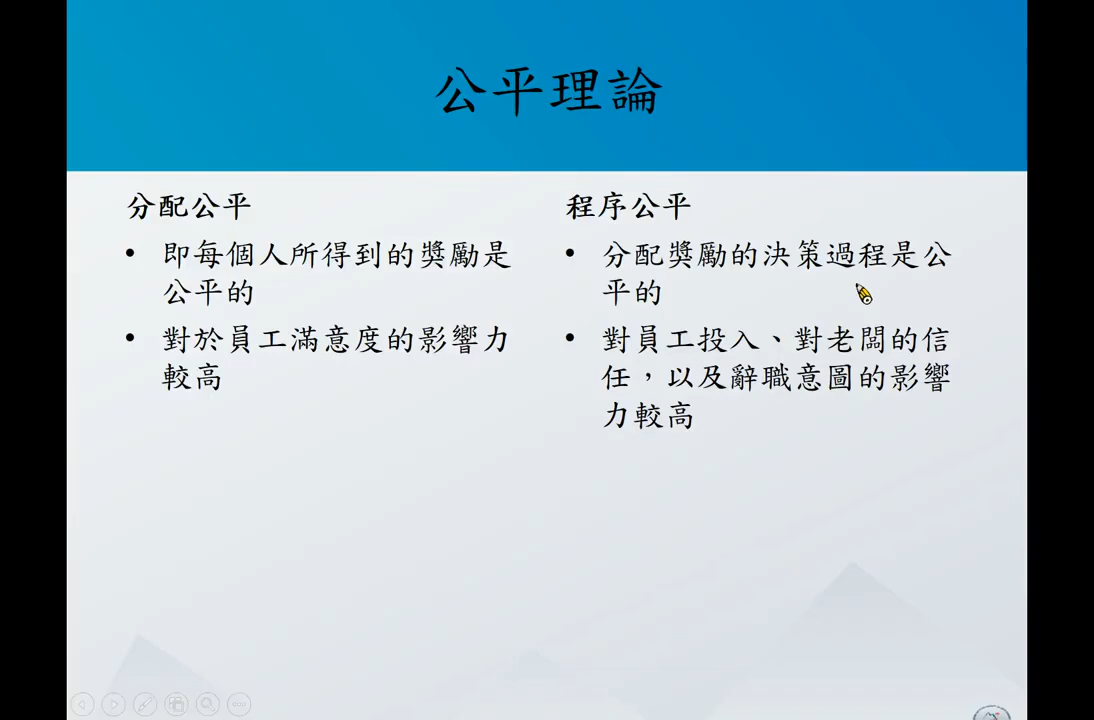 公平理論
分配公平
• 即每個人所得到的獎勵是
公平的
• 對於員工滿意度的影響力
較高
程序公平
• 分配獎勵的決策過程是公
平的
• 對員工投入、對老闆的信
任，以及辭職意圖的影響
力較高